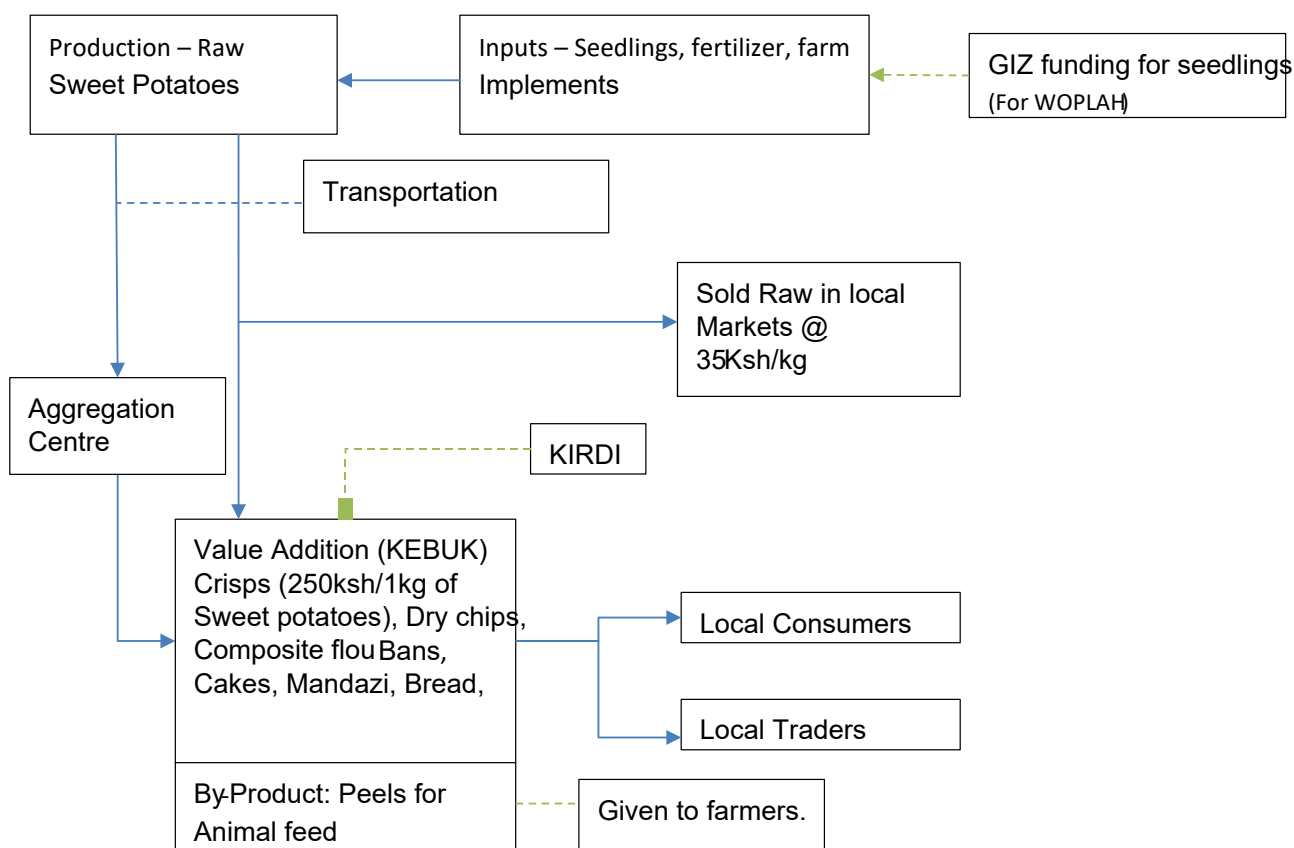 Production – Raw
Sweet Potatoes
Inputs – Seedlings, fertilizer, farm
Implements
GIZ funding for seedlings
(For WOPLAH)
Transportation
Sold Raw in local
Markets @
35Ksh/kg
Aggregation
Centre
KIRDI
Value Addition (KEBUK)
Crisps (250ksh/1kg of
Sweet potatoes), Dry chips,
Composite flou Bans,
Cakes, Mandazi, Bread,
Local Consumers
Local Traders
By-Product: Peels for
Animal feed
Given to farmers.